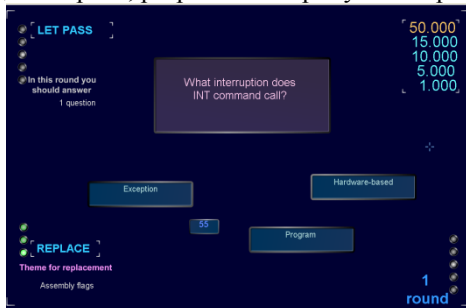 LET PASS
In this round you
should answer
1 question
50.000
15.000
10.000
5.000
1.000
What interruption does
INT command call?
Exception
Hardware-based
55
Program
REPLACE
Theme for replacement
Assembly flags
1
round